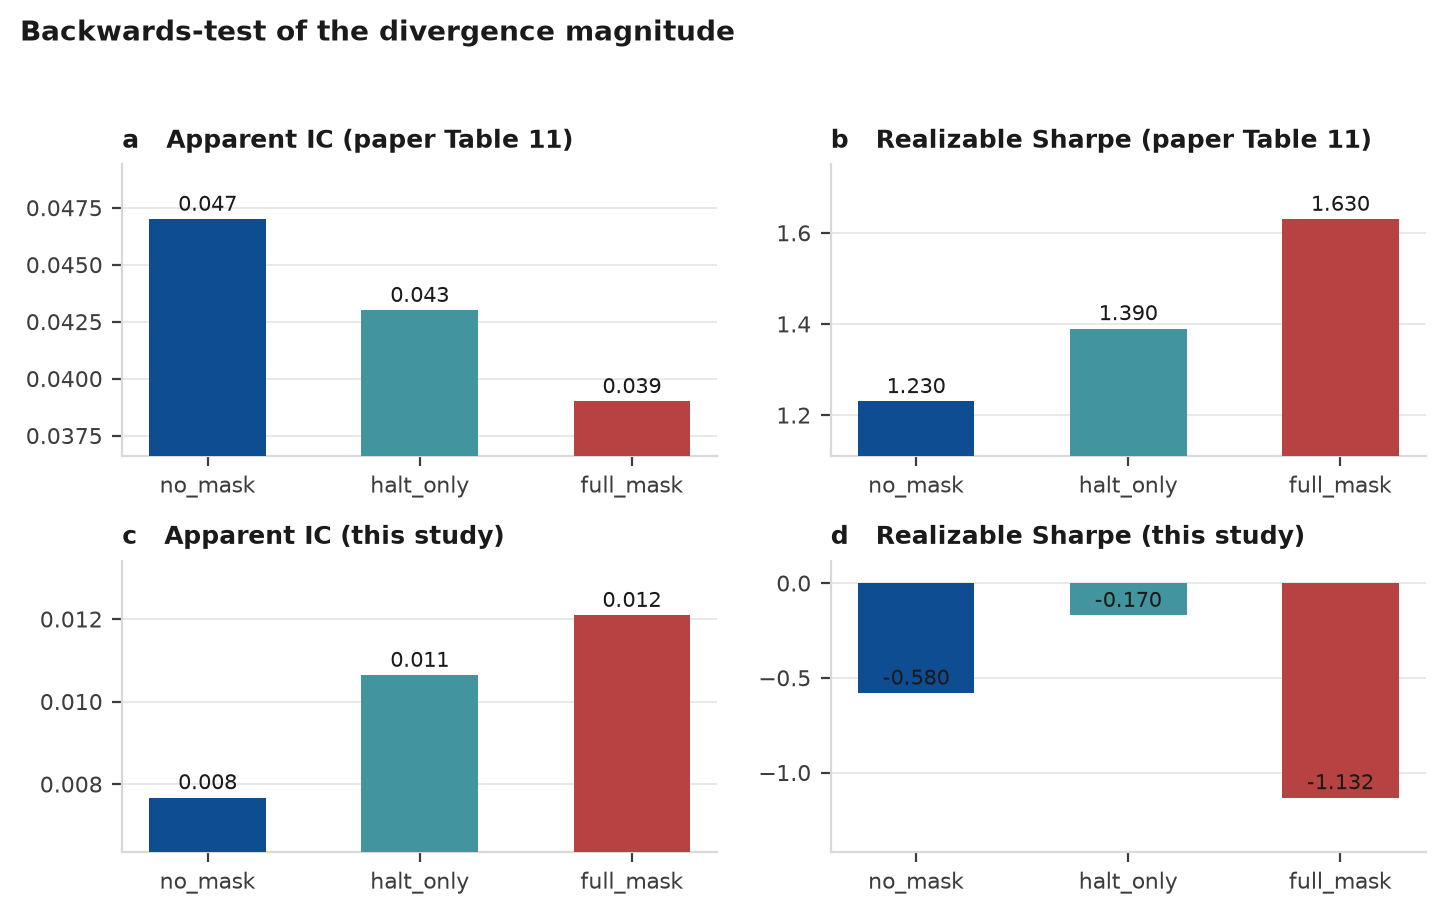 Backwards-test of the divergence magnitude
a Apparent IC (paper Table 11)
0.0475
0.0450
0.0425
0.0400
0.0375
0.047
0.043
0.039
no_mask
halt_only
full_mask
b Realizable Sharpe (paper Table 11)
1.6
1.4
1.2
1.230
1.390
1.630
no_mask
halt_only
full_mask
c Apparent IC (this study)
0.012
0.010
0.008
0.008
0.011
0.012
no_mask
halt_only
full_mask
d Realizable Sharpe (this study)
0.0
−0.5
−1.0
-0.580
-0.170
-1.132
no_mask
halt_only
full_mask